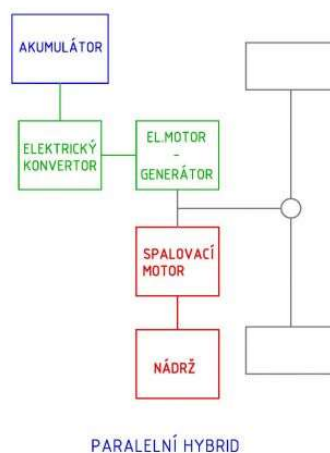 AKUMULÁTOR
ELEKTRICKÝ
KONVERTOR
EL.MOTOR
-
GENERÁTOR
SPALOVACÍ
MOTOR
NÁDRŽ
PARALELNÍ HYBRID